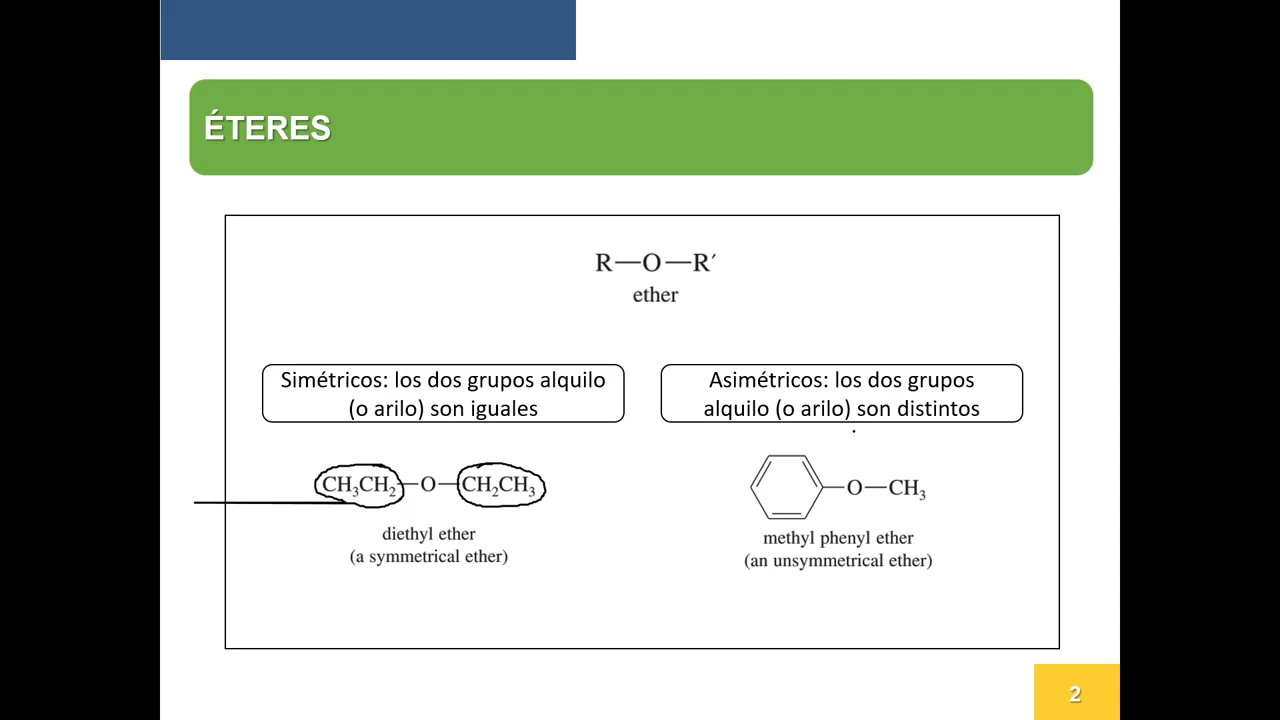 ÉTERES
R—O—R′
ether
Simétricos: los dos grupos alquilo
(o arilo) son iguales
Asimétricos: los dos grupos
alquilo (o arilo) son distintos
CH₃CH₂—O—CH₂CH₃
diethyl ether
(a symmetrical ether)
O—CH₃
methyl phenyl ether
(an unsymmetrical ether)
2